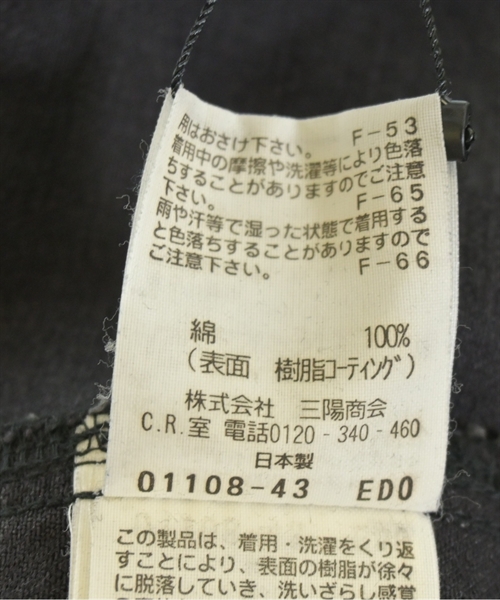 用はおさけ下さい。 F-53
着用中の摩擦や洗濯等により色落
ちすることがありますのでご注意
下さい。 F-65
雨や汗等で湿った状態で着用する
と色落ちすることがありますので
ご注意下さい。 F-66
綿 100%
(表面 樹脂ｺｰﾃｨﾝｸﾞ)
株式会社 三陽商会
C.R.室 電話0120-340-460
日本製
01108-43 EDO
この製品は、着用・洗濯をくり返
すことにより、表面の樹脂が徐々
に脱落していき、洗いざらし感覚